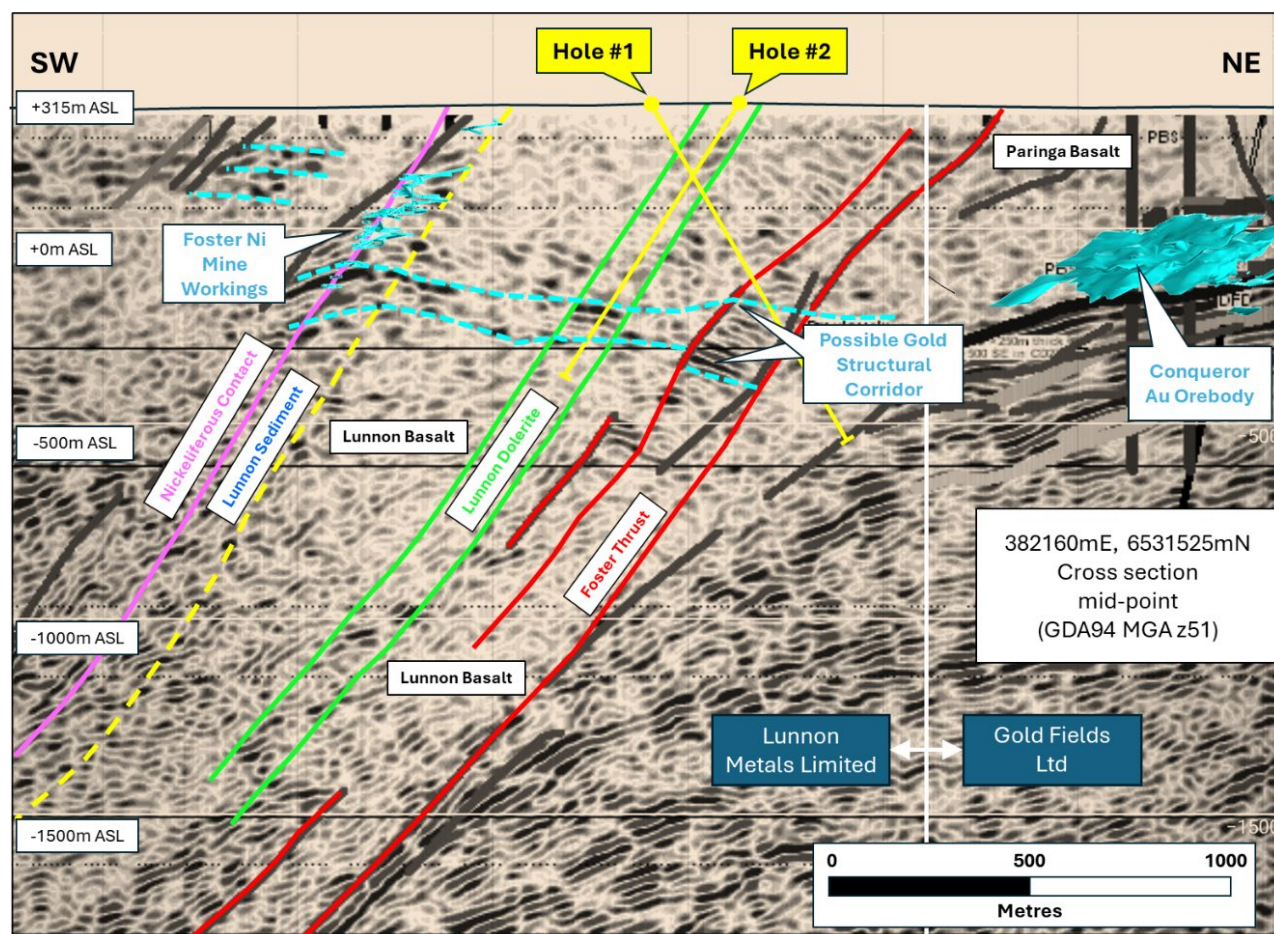 SW
Hole #1
Hole #2
NE
+315m ASL
Paringa Basalt
PBS
Foster Ni
Mine
Workings
+0m ASL
Possible Gold
Structural
Corridor
Conqueror
Au Orebody
DFD
Nickeliferous Contact
Lunnon Sediment
Lunnon Basalt
Lunnon Dolerite
-500m ASL
-500
Foster Thrust
382160mE, 6531525mN
Cross section
mid-point
(GDA94 MGA z51)
-1000m ASL
Lunnon Basalt
Lunnon
Metals Limited
Gold Fields
Ltd
-1500m ASL
-1500
0 500 1000
Metres